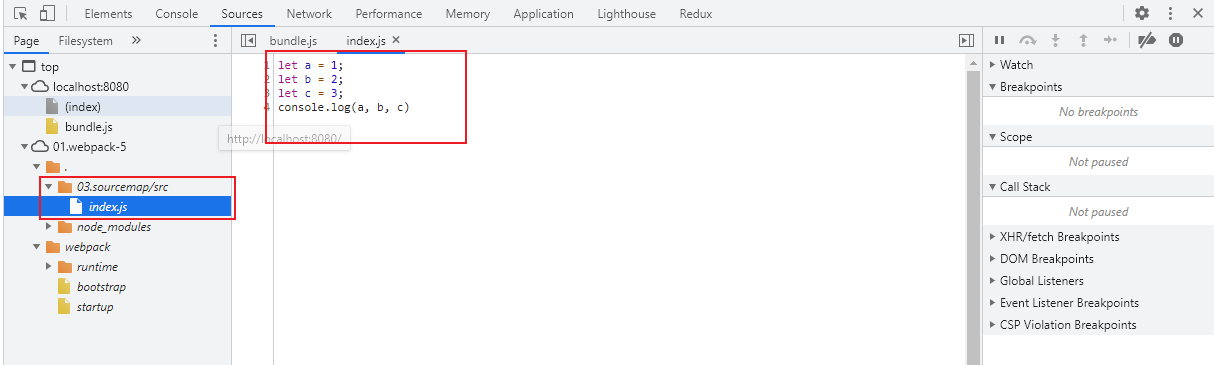 Elements Console Sources Network Performance Memory Application Lighthouse Redux
Page Filesystem »
bundle.js index.js
top
localhost:8080
(index)
bundle.js
01.webpack-5
.
03.sourcemap/src
index.js
node_modules
webpack
runtime
bootstrap
startup
1 let a = 1;
2 let b = 2;
3 let c = 3;
4 console.log(a, b, c)
http://localhost:8080/
Watch
Breakpoints
No breakpoints
Scope
Not paused
Call Stack
Not paused
XHR/fetch Breakpoints
DOM Breakpoints
Global Listeners
Event Listener Breakpoints
CSP Violation Breakpoints